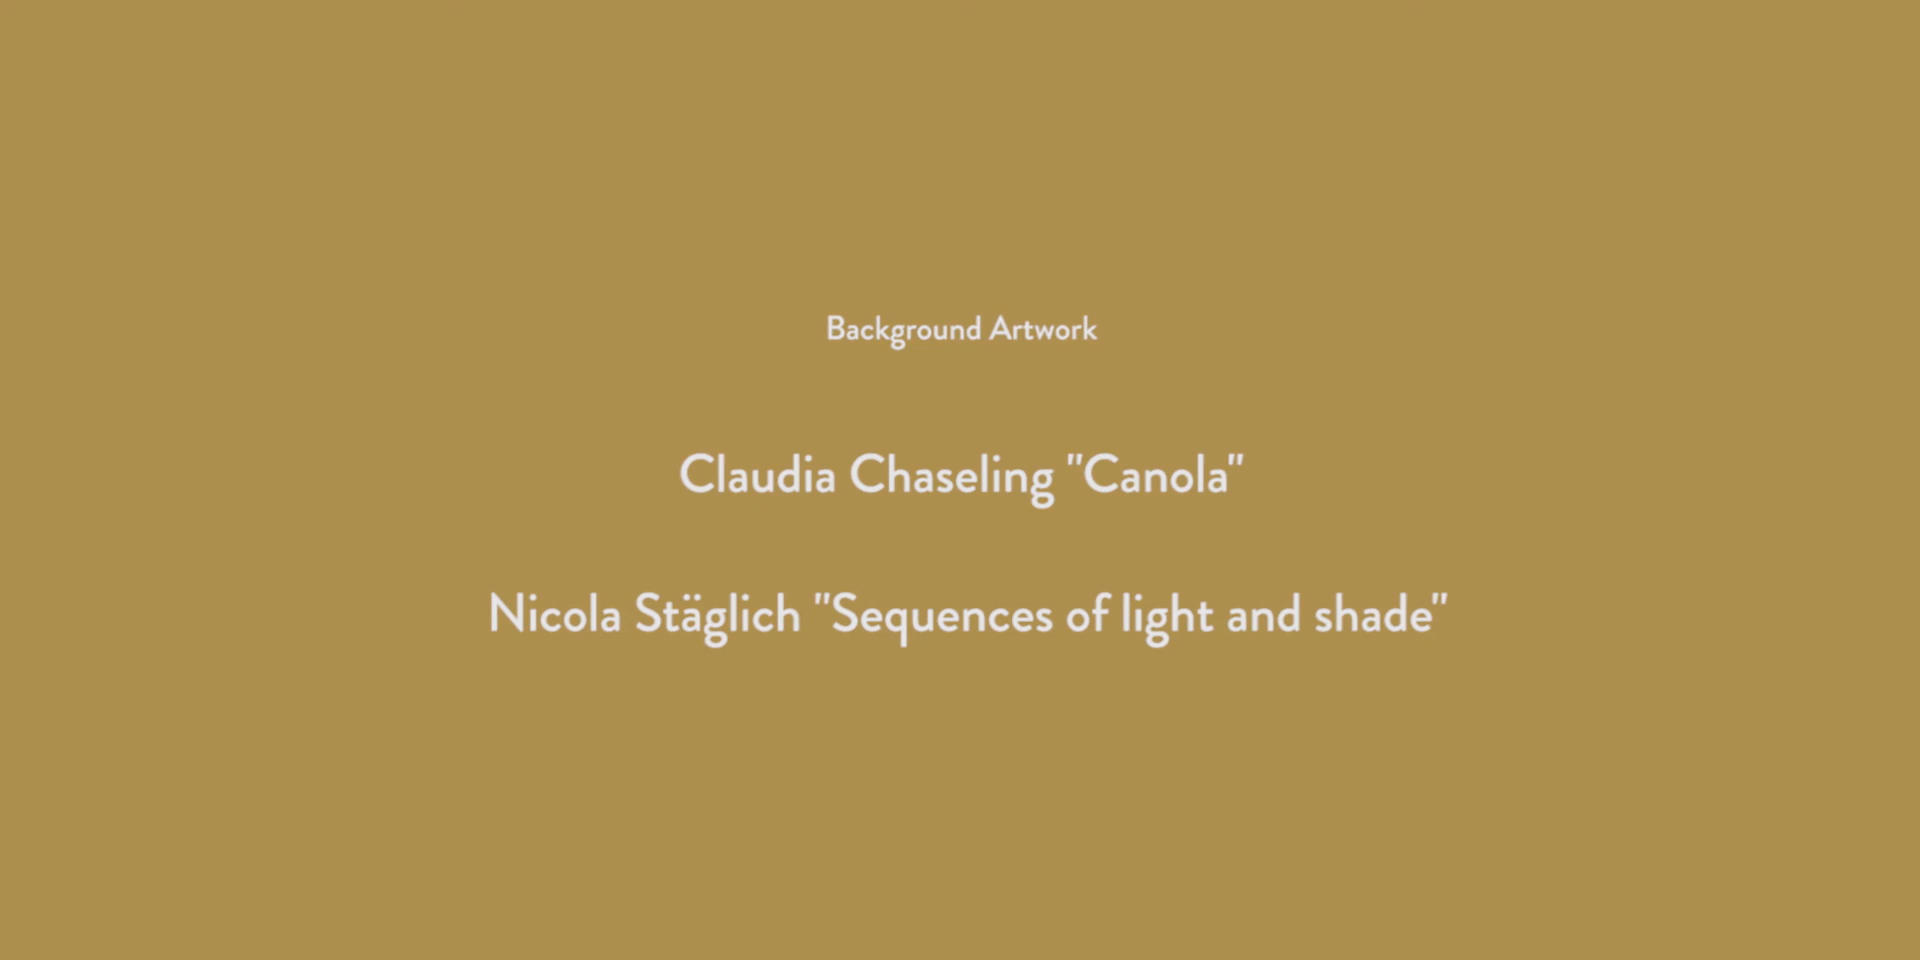 Background Artwork
Claudia Chaseling "Canola"
Nicola Stäglich "Sequences of light and shade"